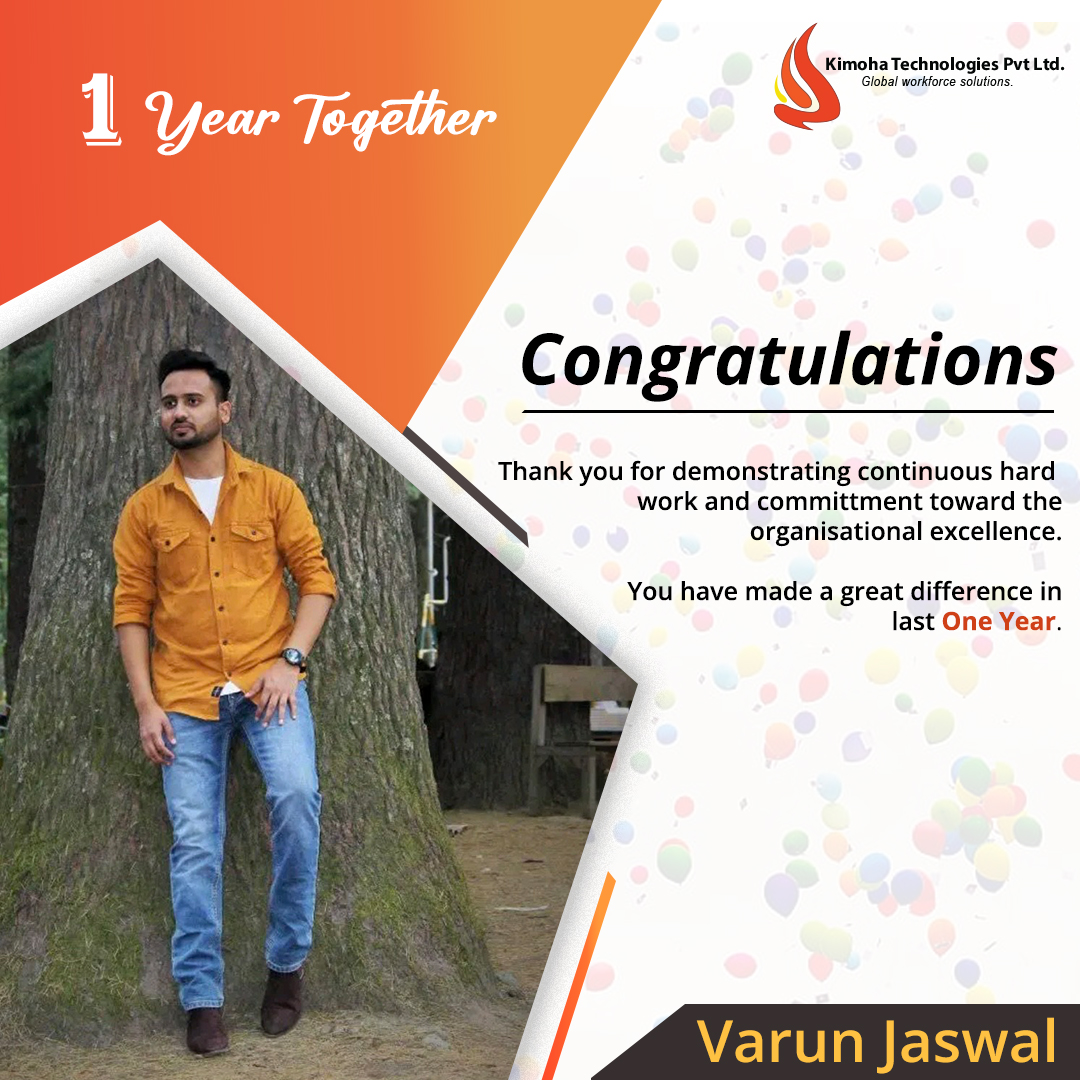 1 Year Together
Kimoha Technologies Pvt Ltd.
Global workforce solutions.
Congratulations
Thank you for demonstrating continuous hard
work and committment toward the
organisational excellence.
You have made a great difference in
last One Year.
Varun Jaswal